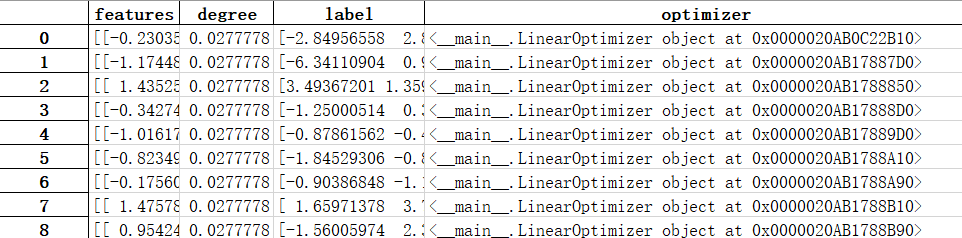 features degree label optimizer
0 [[-0.23035 0.0277778 [-2.84956558 2.8 <__main__.LinearOptimizer object at 0x0000020AB0C22B10>
1 [[-1.17448 0.0277778 [-6.34110904 0.9 <__main__.LinearOptimizer object at 0x0000020AB17887D0>
2 [[ 1.43525 0.0277778 [3.49367201 1.359 <__main__.LinearOptimizer object at 0x0000020AB1788850>
3 [[-0.34274 0.0277778 [-1.25000514 0.3 <__main__.LinearOptimizer object at 0x0000020AB17888D0>
4 [[-1.01617 0.0277778 [-0.87861562 -0.4 <__main__.LinearOptimizer object at 0x0000020AB17889D0>
5 [[-0.82349 0.0277778 [-1.84529306 -0.8 <__main__.LinearOptimizer object at 0x0000020AB1788A10>
6 [[-0.17560 0.0277778 [-0.90386848 -1.1 <__main__.LinearOptimizer object at 0x0000020AB1788A90>
7 [[ 1.47578 0.0277778 [ 1.65971378 3.7 <__main__.LinearOptimizer object at 0x0000020AB1788B10>
8 [[ 0.95424 0.0277778 [-1.56005974 2.3 <__main__.LinearOptimizer object at 0x0000020AB1788B90>